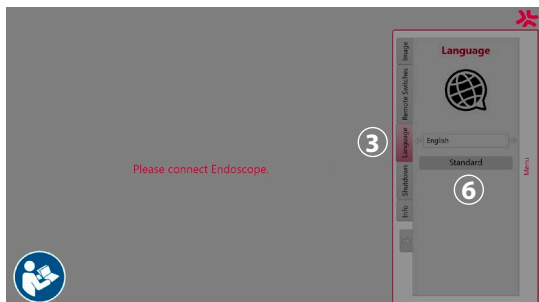 Please connect Endoscope.
Image
Remote Switches
Language
Shutdown
Info
Language
English
Standard
Menu
3
6